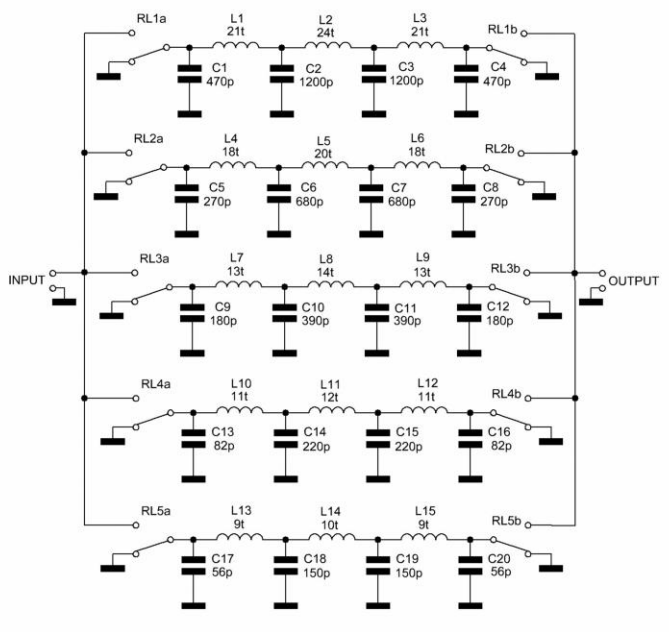 RL1a L1 L2 L3 RL1b
21t 24t 21t
C1 C2 C3 C4
470p 1200p 1200p 470p
RL2a L4 L5 L6 RL2b
18t 20t 18t
C5 C6 C7 C8
270p 680p 680p 270p
RL3a L7 L8 L9 RL3b
13t 14t 13t
INPUT OUTPUT
C9 C10 C11 C12
180p 390p 390p 180p
RL4a L10 L11 L12 RL4b
11t 12t 11t
C13 C14 C15 C16
82p 220p 220p 82p
RL5a L13 L14 L15 RL5b
9t 10t 9t
C17 C18 C19 C20
56p 150p 150p 56p